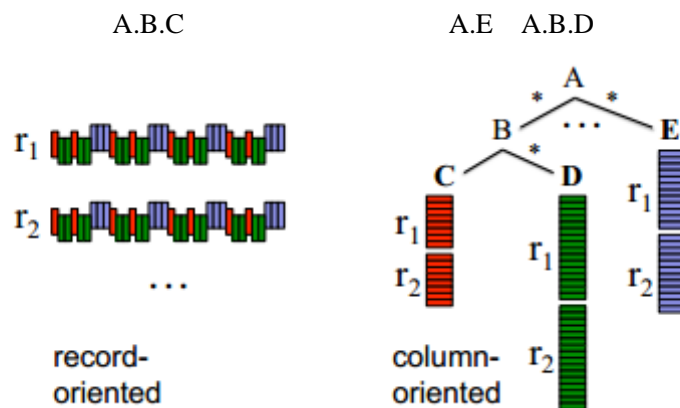 A.B.C
A.E A.B.D
A
* *
B ... E
*
C D
r1
r2
...
r1
r2
r1
r2
r1
r2
record-
oriented
column-
oriented